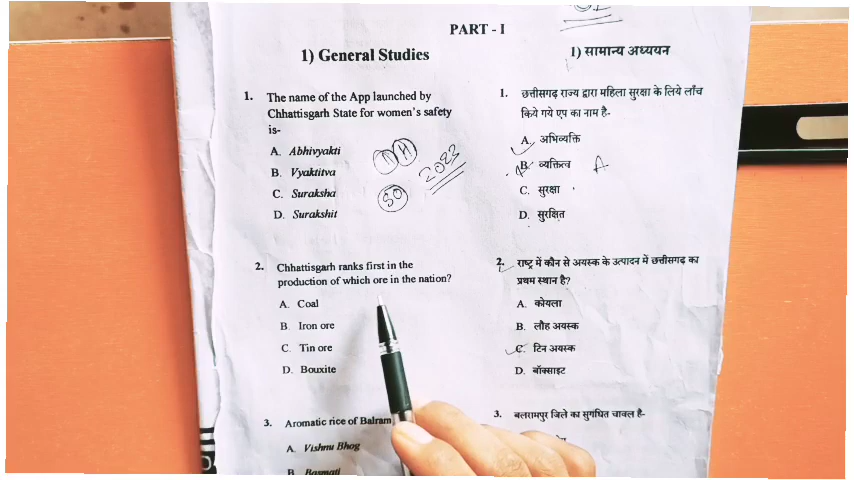 PART - I
1) General Studies
1. The name of the App launched by
Chhattisgarh State for women's safety
is-
A. Abhivyakti
B. Vyaktitva
C. Suraksha
D. Surakshit
2023
50
2. Chhattisgarh ranks first in the
production of which ore in the nation?
A. Coal
B. Iron ore
C. Tin ore
D. Bouxite
3. Aromatic rice of Balram
A. Vishnu Bhog
B. Basmati
1) सामान्य अध्ययन
1. छत्तीसगढ़ राज्य द्वारा महिला सुरक्षा के लिये लाँच
किये गये एप का नाम है-
A. अभिव्यक्ति
B. व्यक्तित्व A
C. सुरक्षा
D. सुरक्षित
2. राष्ट्र में कौन से अयस्क के उत्पादन में छत्तीसगढ़ का
प्रथम स्थान है?
A. कोयला
B. लौह अयस्क
C. टिन अयस्क
D. बॉक्साइट
3. बलरामपुर जिले का सुगंधित चावल है-